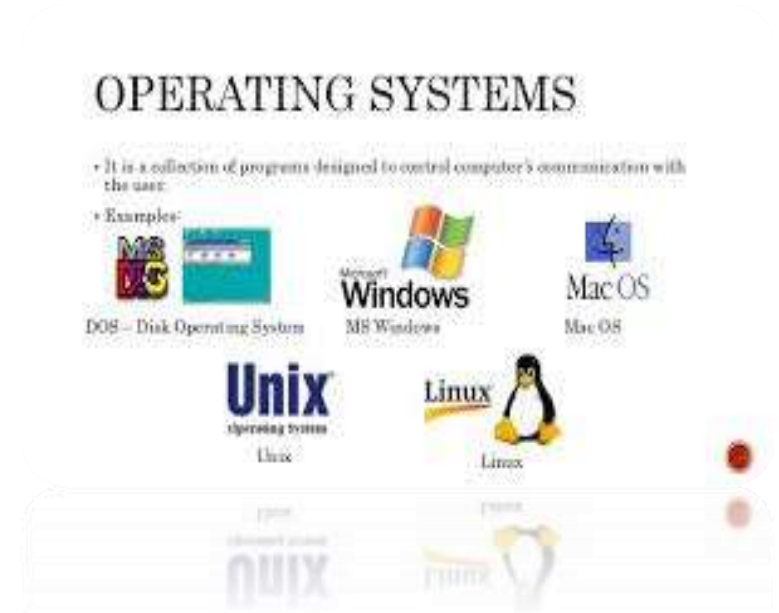 OPERATING SYSTEMS
• It is a collection of programs designed to control computer's communication with
the user.
• Examples:
MS
DOS
Microsoft
Windows
Mac OS
DOS – Disk Operating System
MS Windows
Mac OS
Unix
Operating System
Linux
Unix
Linux